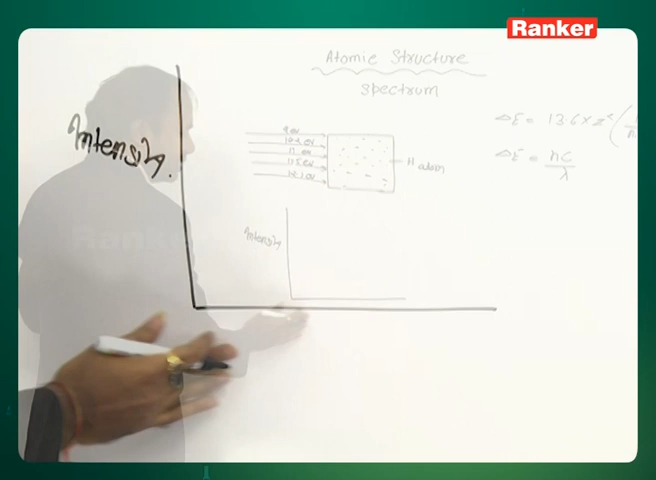 Ranker
Atomic Structure
Spectrum
Intensity
9 ev
10.2 ev
11 ev
11.5 ev
12.1 ev
H atom
ΔE = 13.6 × z² (
ΔE = hc
λ
Intensity
Ranker